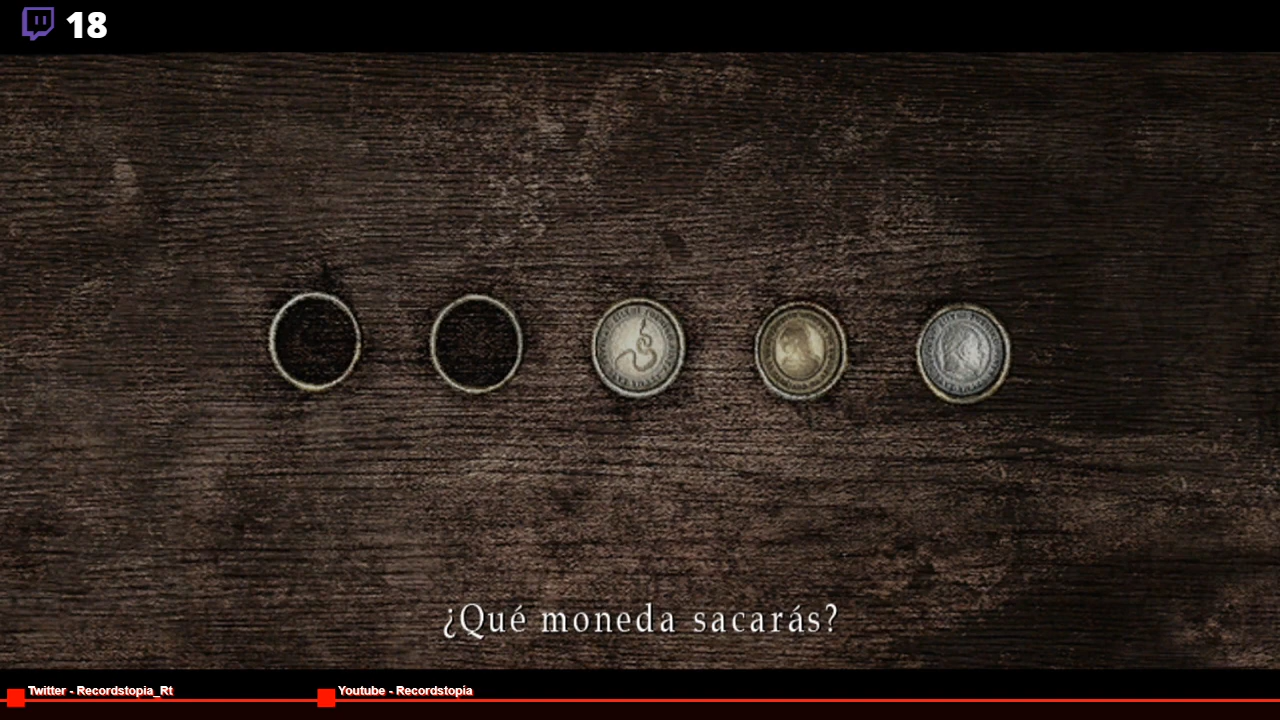 18
¿Qué moneda sacarás?
Twitter - Recordstopia_Rt
Youtube - Recordstopia